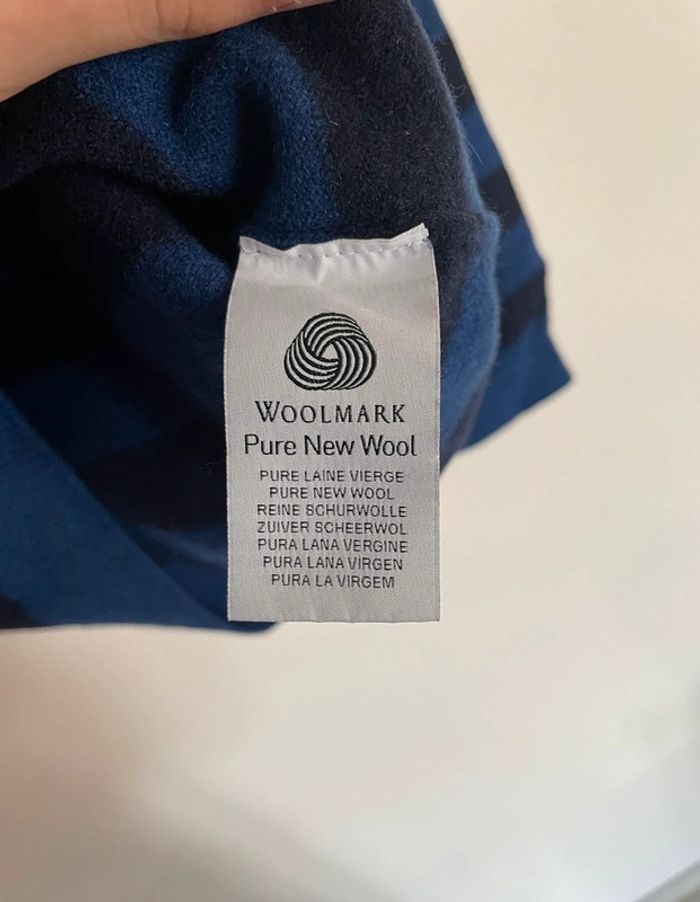 WOOLMARK
Pure New Wool
PURE LAINE VIERGE
PURE NEW WOOL
REINE SCHURWOLLE
ZUIVER SCHEERWOL
PURA LANA VERGINE
PURA LANA VIRGEN
PURA LA VIRGEM